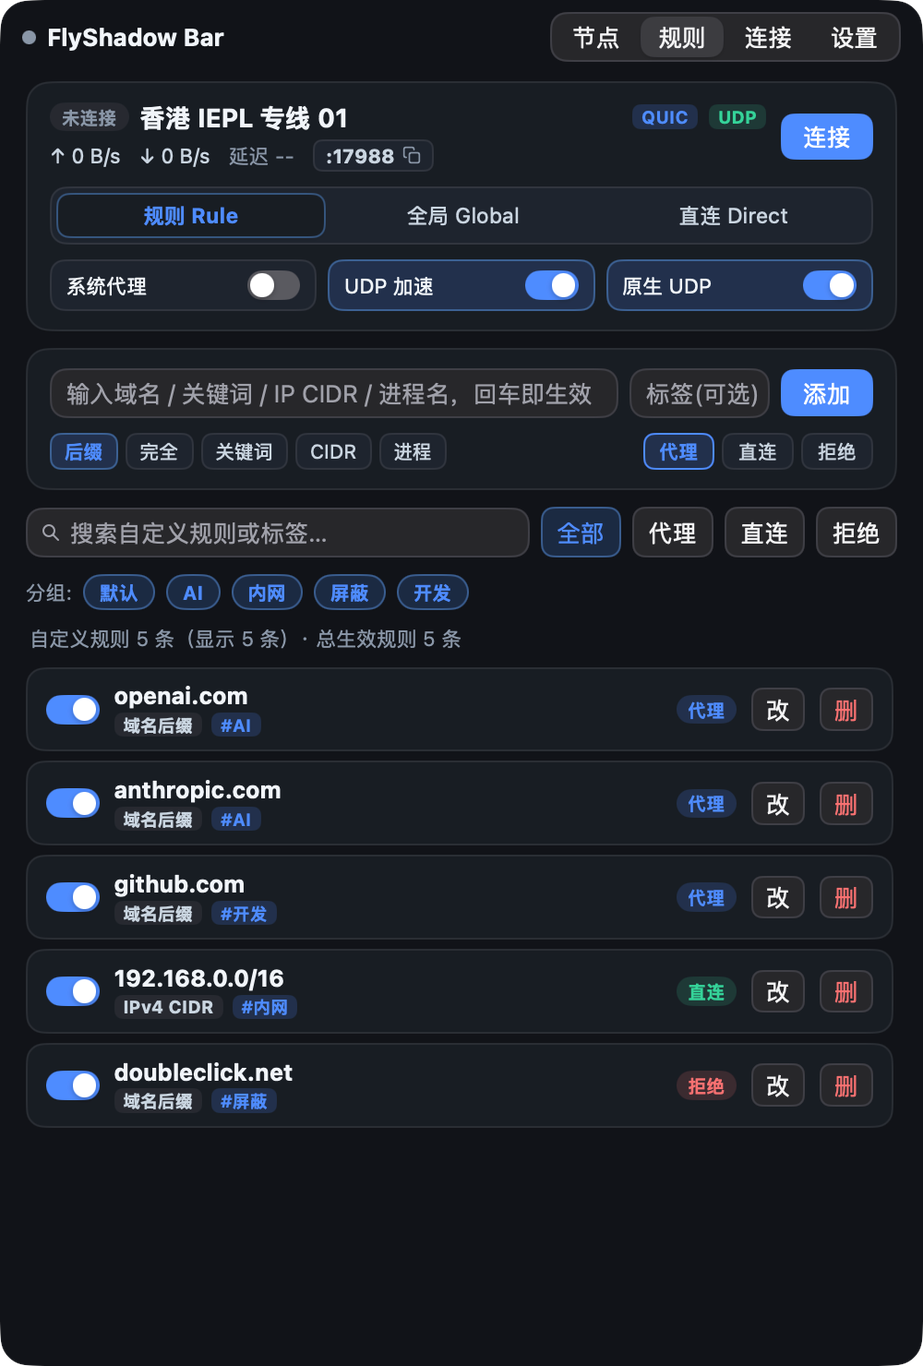 FlyShadow Bar 节点 规则 连接 设置
未连接 香港 IEPL 专线 01 QUIC UDP 连接
↑ 0 B/s ↓ 0 B/s 延迟 -- :17988
规则 Rule 全局 Global 直连 Direct
系统代理 UDP 加速 原生 UDP
输入域名 / 关键词 / IP CIDR / 进程名，回车即生效 标签(可选) 添加
后缀 完全 关键词 CIDR 进程 代理 直连 拒绝
搜索自定义规则或标签... 全部 代理 直连 拒绝
分组: 默认 AI 内网 屏蔽 开发
自定义规则 5 条（显示 5 条）· 总生效规则 5 条
openai.com
域名后缀 #AI 代理 改 删
anthropic.com
域名后缀 #AI 代理 改 删
github.com
域名后缀 #开发 代理 改 删
192.168.0.0/16
IPv4 CIDR #内网 直连 改 删
doubleclick.net
域名后缀 #屏蔽 拒绝 改 删